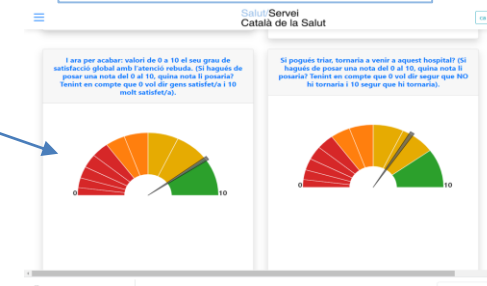 Salut/Servei
Català de la Salut
I ara per acabar: valori de 0 a 10 el seu grau de
satisfacció global amb l'atenció rebuda. (Si hagués de
posar una nota del 0 al 10, quina nota li posaria?
Tenint en compte que 0 vol dir gens satisfet/a i 10
molt satisfet/a).
0
10
Si pogués triar, tornaria a venir a aquest hospital? (Si
hagués de posar una nota del 0 al 10, quina nota li
posaria? Tenint en compte que 0 vol dir segur que NO
hi tornaria i 10 segur que hi tornaria).
0
10